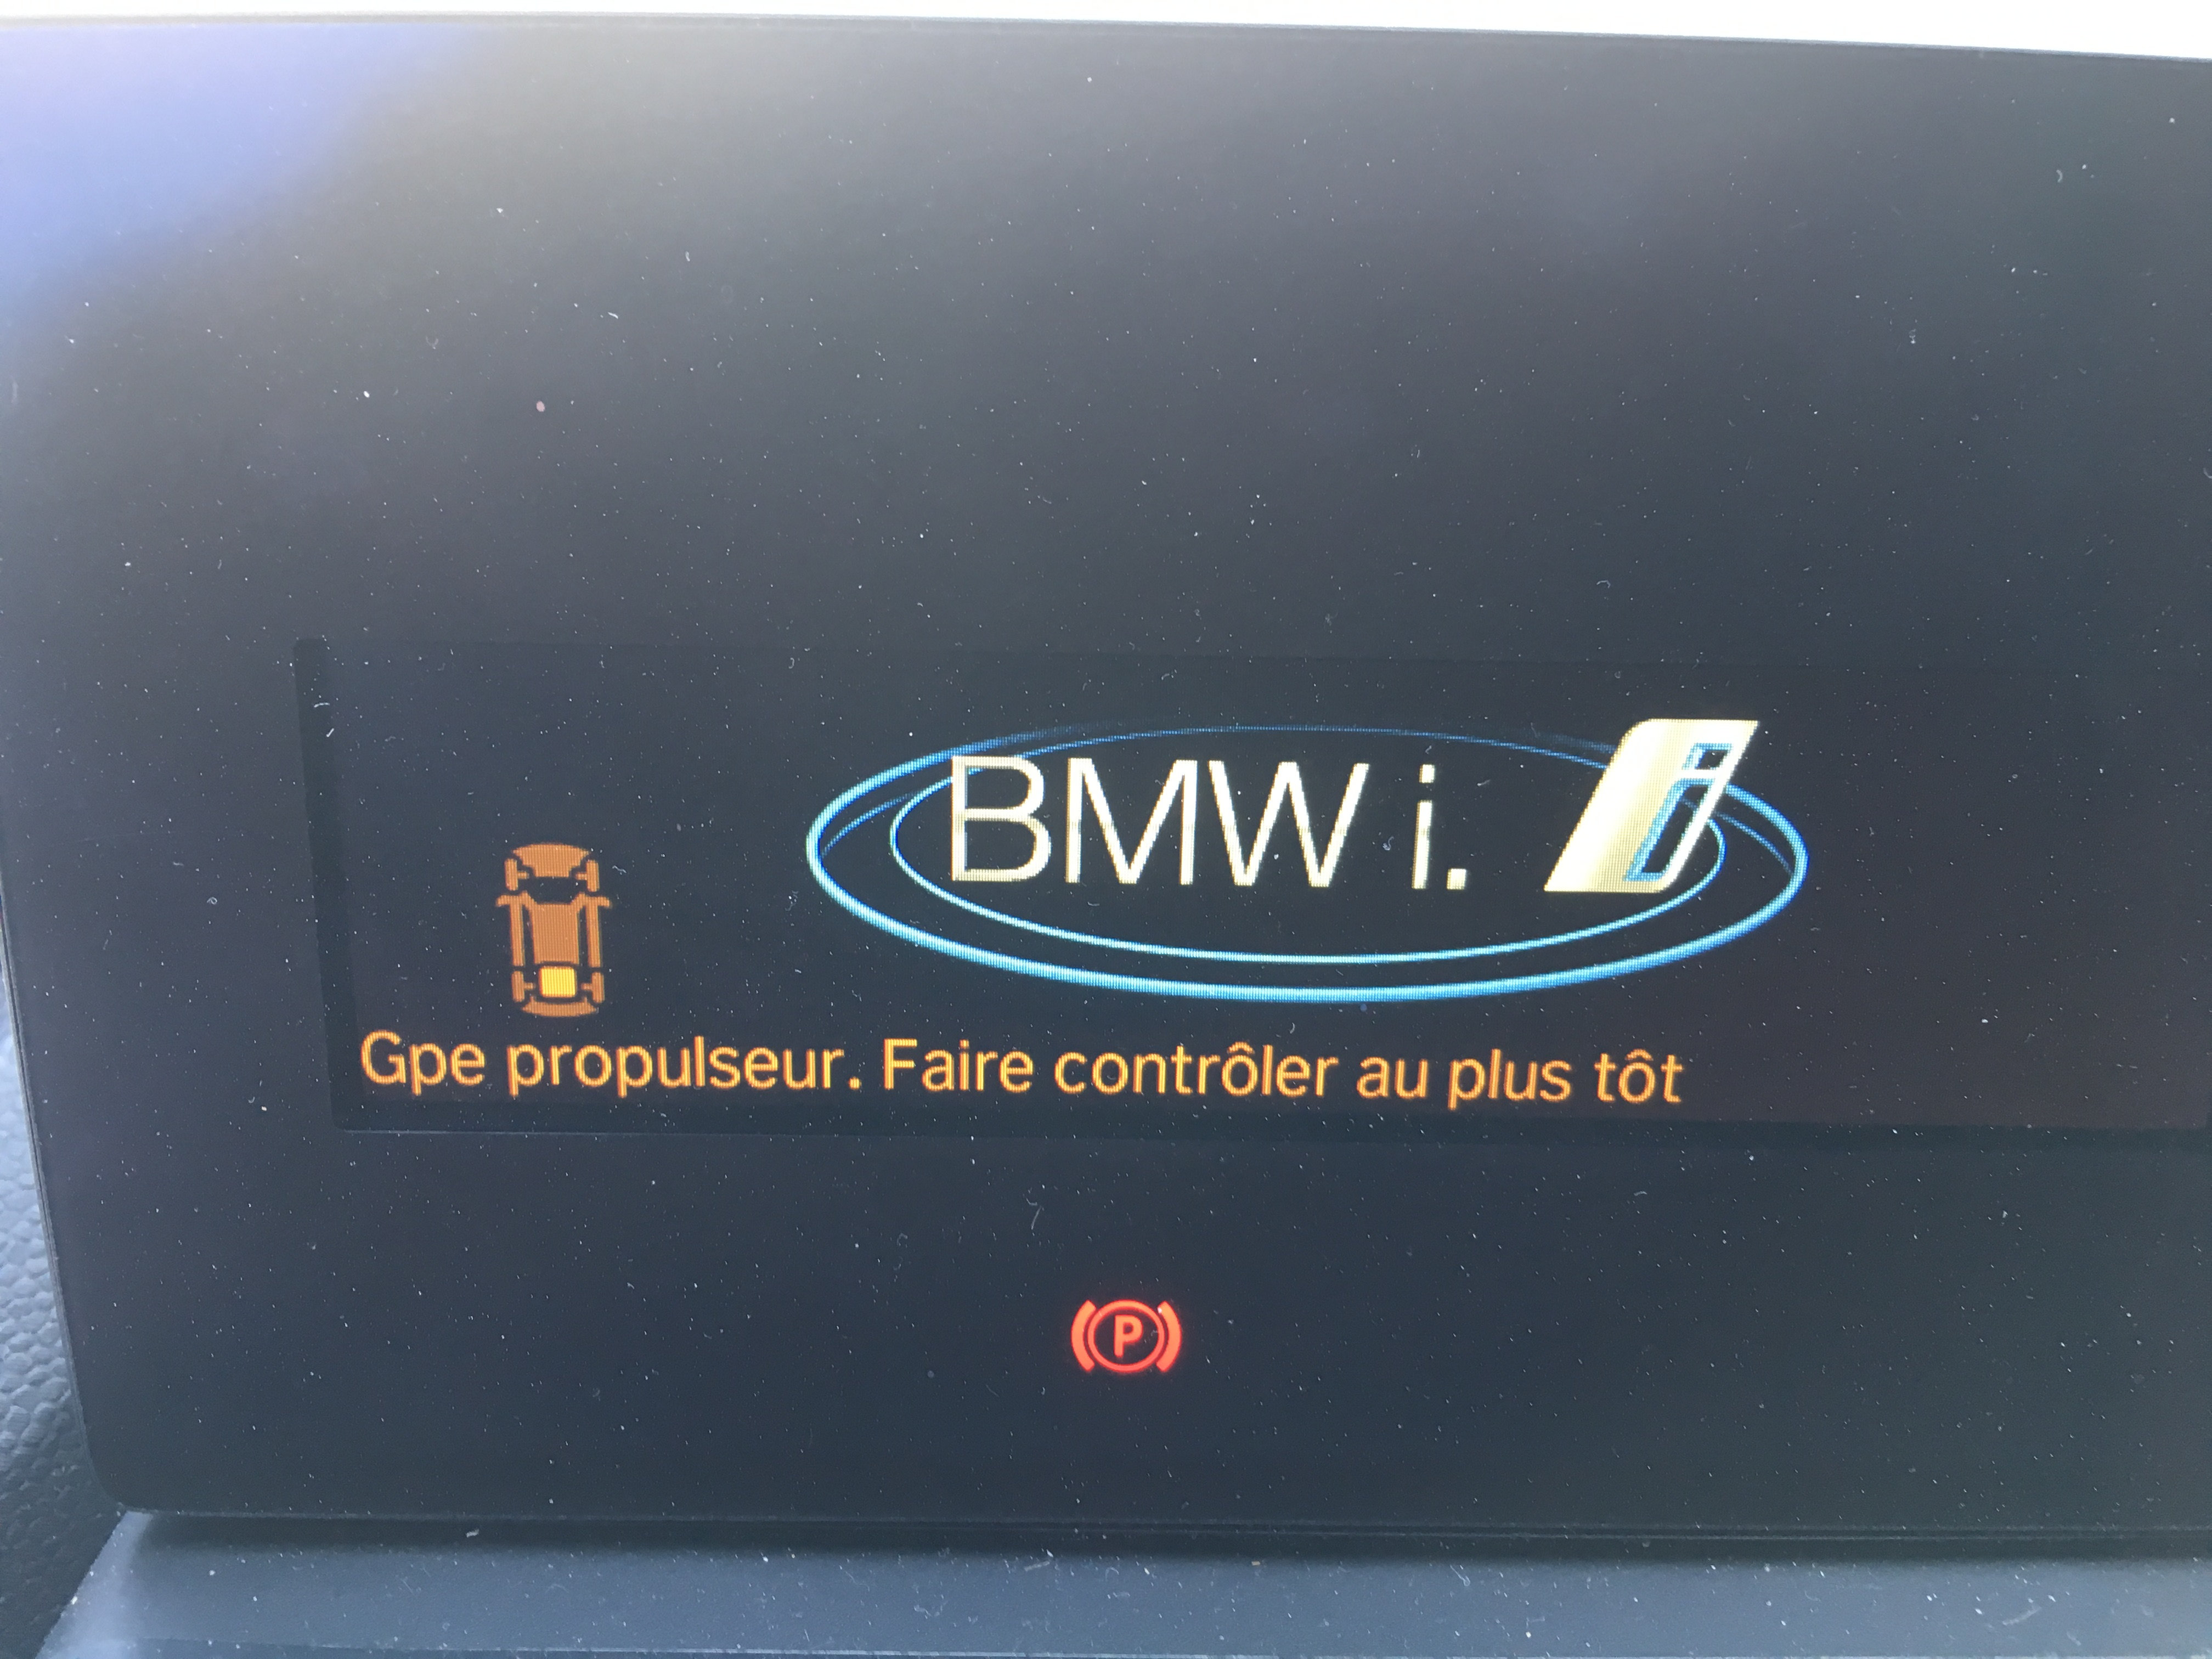 BMW i. i
Gpe propulseur. Faire contrôler au plus tôt
P